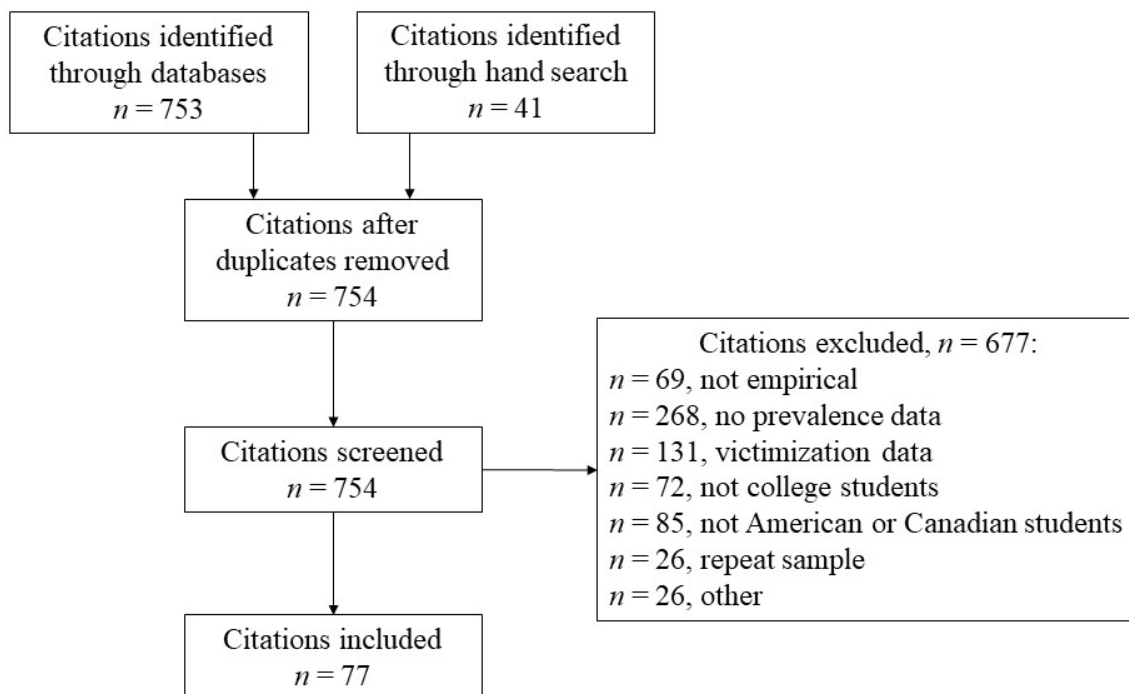 Citations identified
through databases
n = 753
Citations identified
through hand search
n = 41
Citations after
duplicates removed
n = 754
Citations screened
n = 754
Citations excluded, n = 677:
n = 69, not empirical
n = 268, no prevalence data
n = 131, victimization data
n = 72, not college students
n = 85, not American or Canadian students
n = 26, repeat sample
n = 26, other
Citations included
n = 77